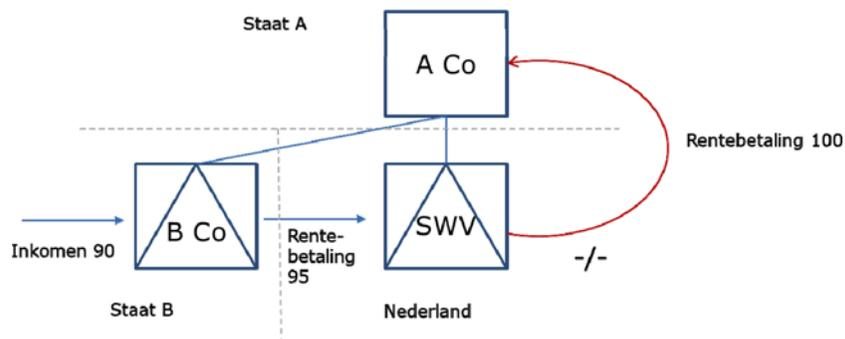 Staat A
A Co
Rentebetaling 100
B Co
SWV
Inkomen 90
Rente-
betaling
95
-/-
Staat B
Nederland